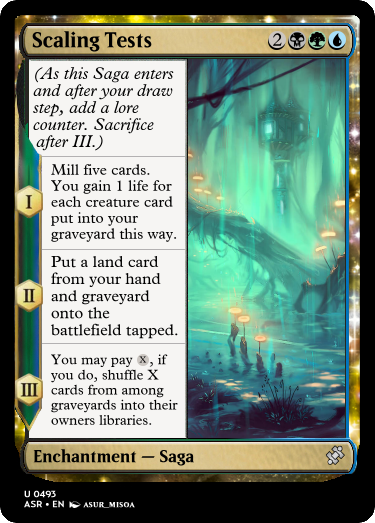 Scaling Tests 2
(As this Saga enters
and after your draw
step, add a lore
counter. Sacrifice
after III.)
I
Mill five cards.
You gain 1 life for
each creature card
put into your
graveyard this way.
II
Put a land card
from your hand
and graveyard
onto the
battlefield tapped.
III
You may pay X, if
you do, shuffle X
cards from among
graveyards into their
owners libraries.
Enchantment — Saga
U 0493
ASR • EN ASUR_MISOA